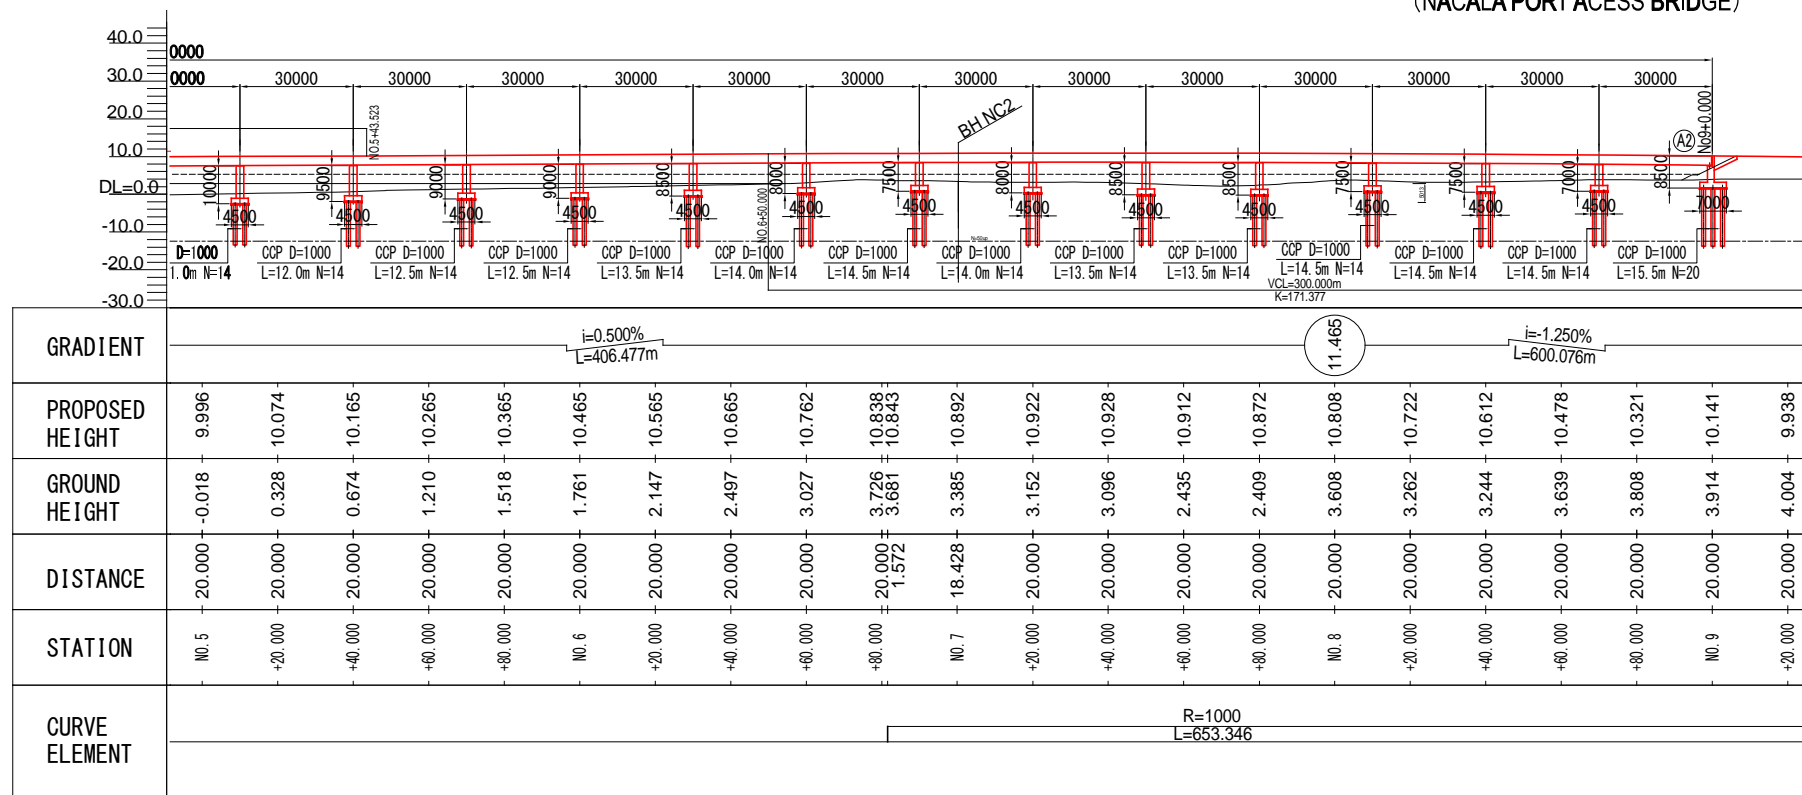 (NACALA PORT ACESS BRIDGE)
40.0
30.0
20.0
10.0
DL=0.0
-10.0
-20.0
-30.0
0000
0000 30000 30000 30000 30000 30000 30000 30000 30000 30000 30000 30000 30000 30000
NO.5+43.523
BH NC2
A2
No9+0.000
10000 9500 9000 9000 8500 8000 7500 8000 8500 8500 7500 7500 7000 8500
4500 4500 4500 4500 4500 4500 4500 4500 4500 4500 4500 4500 4500 7000
NO.6+50.000
D=1000
1.0m N=14
CCP D=1000
L=12.0m N=14
CCP D=1000
L=12.5m N=14
CCP D=1000
L=12.5m N=14
CCP D=1000
L=13.5m N=14
CCP D=1000
L=14.0m N=14
CCP D=1000
L=14.5m N=14
CCP D=1000
L=14.0m N=14
CCP D=1000
L=13.5m N=14
CCP D=1000
L=13.5m N=14
CCP D=1000
L=14.5m N=14
CCP D=1000
L=14.5m N=14
CCP D=1000
L=14.5m N=14
CCP D=1000
L=15.5m N=20
VCL=300.000m
K=171.377
GRADIENT
i=0.500%
L=406.477m
11.465
i=-1.250%
L=600.076m
PROPOSED
HEIGHT
9.996 10.074 10.165 10.265 10.365 10.465 10.565 10.665 10.762 10.838 10.843 10.892 10.922 10.928 10.912 10.872 10.808 10.722 10.612 10.478 10.321 10.141 9.938
GROUND
HEIGHT
-0.018 0.328 0.674 1.210 1.518 1.761 2.147 2.497 3.027 3.726 3.681 3.385 3.152 3.096 2.435 2.409 3.608 3.262 3.244 3.639 3.808 3.914 4.004
DISTANCE
20.000 20.000 20.000 20.000 20.000 20.000 20.000 20.000 20.000 20.000 1.572 18.428 20.000 20.000 20.000 20.000 20.000 20.000 20.000 20.000 20.000 20.000 20.000
STATION
NO.5 +20.000 +40.000 +60.000 +80.000 NO.6 +20.000 +40.000 +60.000 +80.000 NO.7 +20.000 +40.000 +60.000 +80.000 NO.8 +20.000 +40.000 +60.000 +80.000 NO.9 +20.000
CURVE
ELEMENT
R=1000
L=653.346